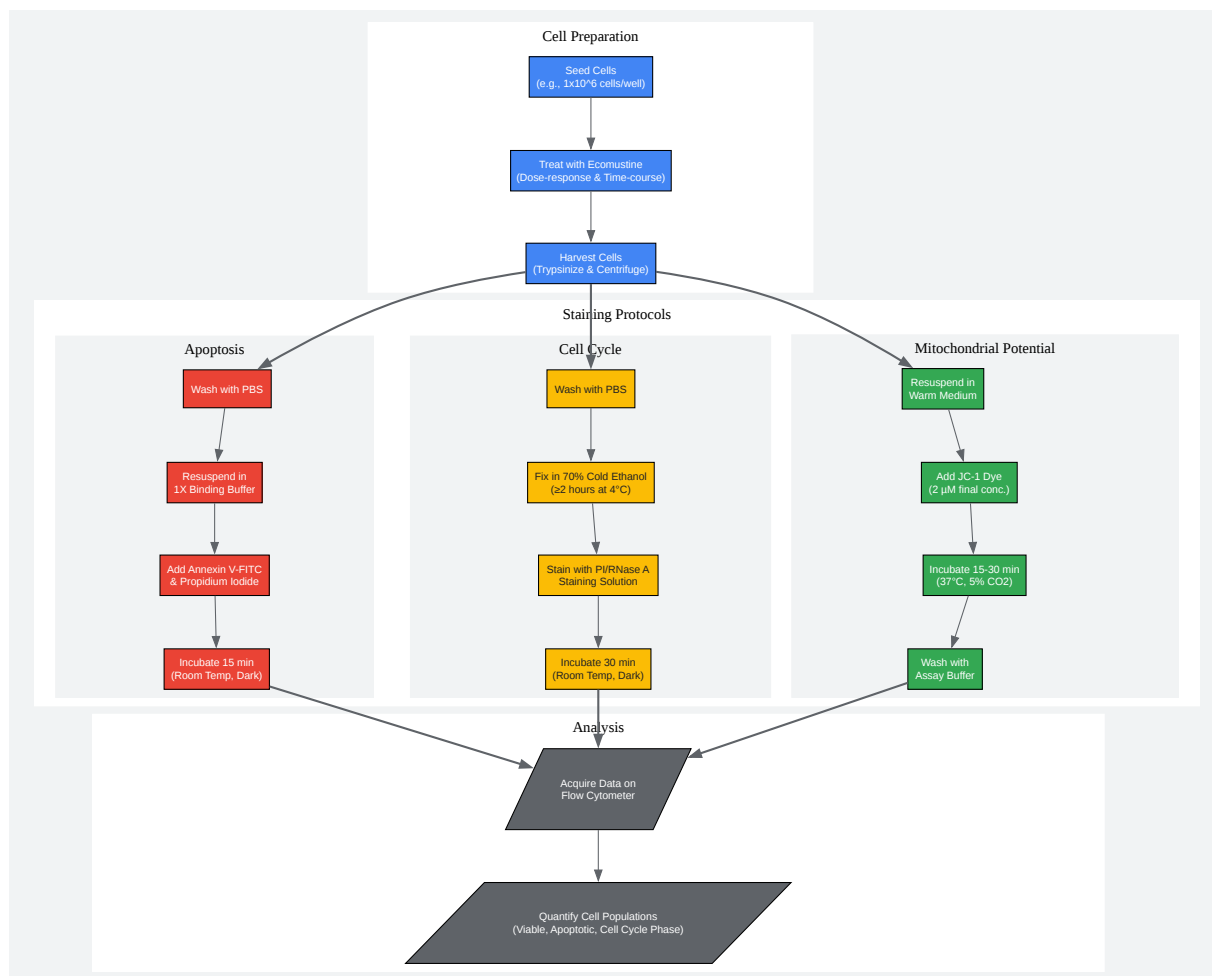 Cell Preparation
Seed Cells
(e.g., 1x10^6 cells/well)
Treat with Ecomustine
(Dose-response & Time-course)
Harvest Cells
(Trypsinize & Centrifuge)
Staining Protocols
Apoptosis
Wash with PBS
Resuspend in
1X Binding Buffer
Add Annexin V-FITC
& Propidium Iodide
Incubate 15 min
(Room Temp, Dark)
Cell Cycle
Wash with PBS
Fix in 70% Cold Ethanol
(≥2 hours at 4°C)
Stain with PI/RNase A
Staining Solution
Incubate 30 min
(Room Temp, Dark)
Mitochondrial Potential
Resuspend in
Warm Medium
Add JC-1 Dye
(2 µM final conc.)
Incubate 15-30 min
(37°C, 5% CO2)
Wash with
Assay Buffer
Analysis
Acquire Data on
Flow Cytometer
Quantify Cell Populations
(Viable, Apoptotic, Cell Cycle Phase)